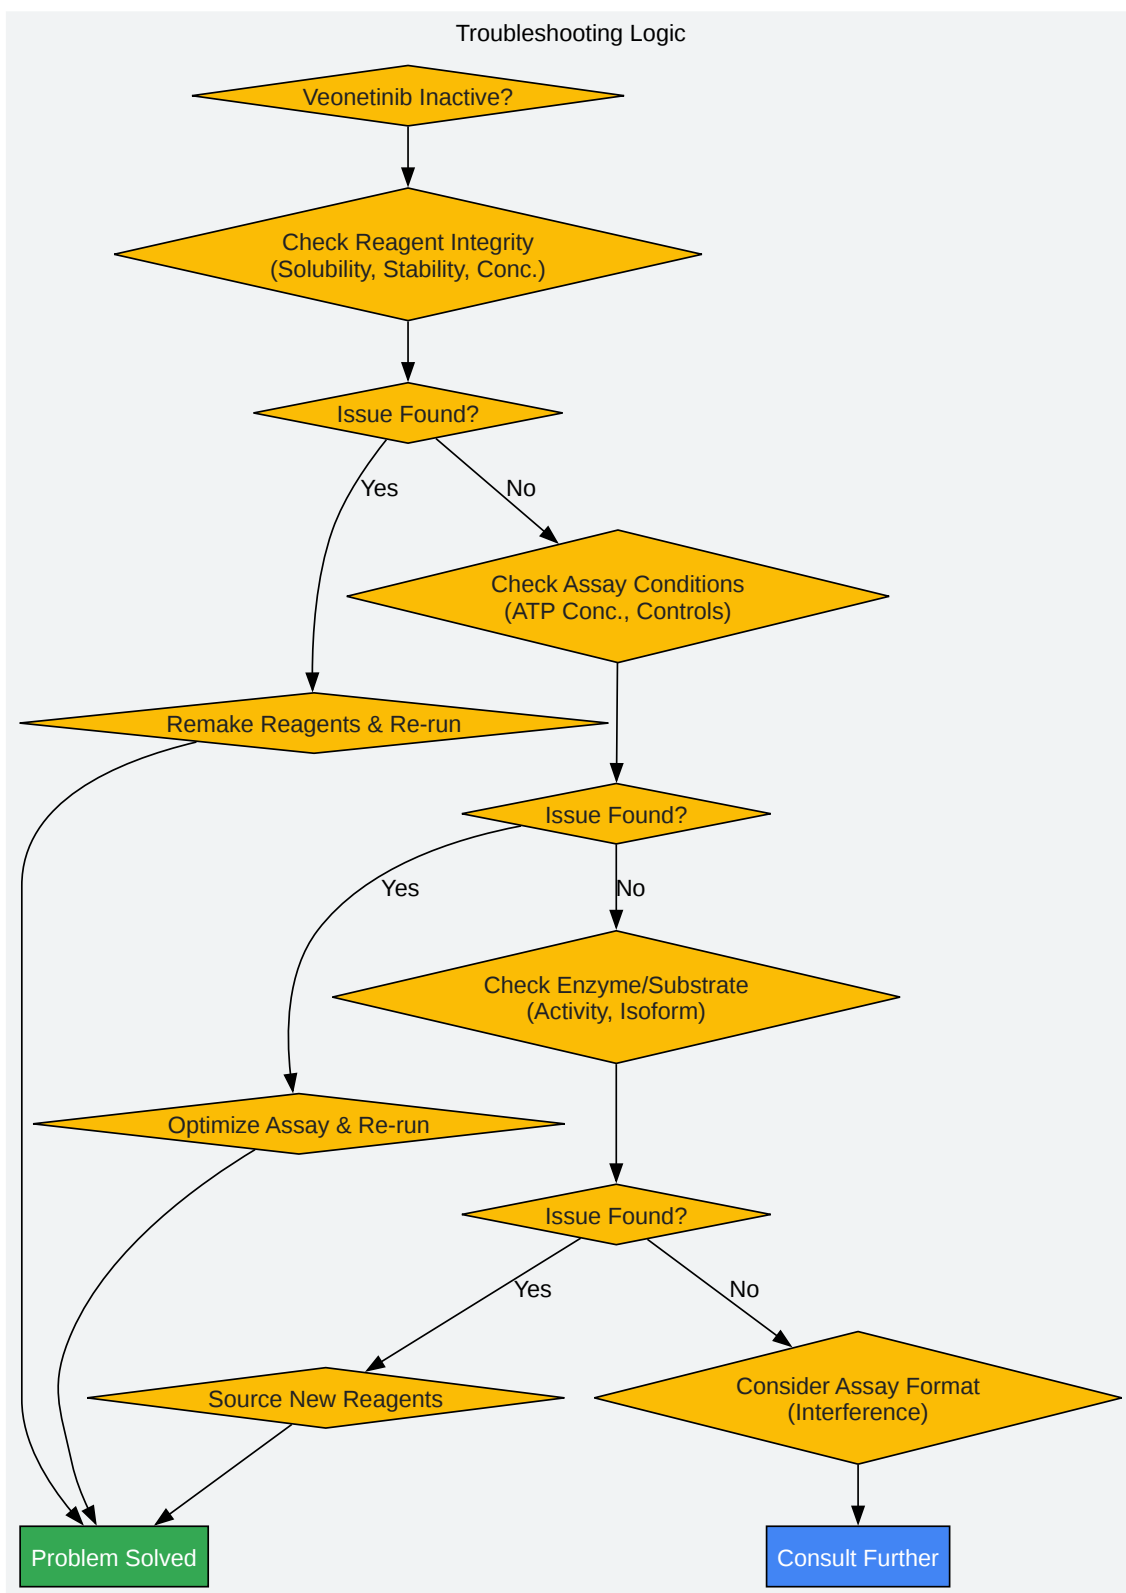 Troubleshooting Logic
Veonetinib Inactive?
Check Reagent Integrity
(Solubility, Stability, Conc.)
Issue Found?
Yes
No
Check Assay Conditions
(ATP Conc., Controls)
Remake Reagents & Re-run
Issue Found?
Yes
No
Check Enzyme/Substrate
(Activity, Isoform)
Optimize Assay & Re-run
Issue Found?
Yes
No
Source New Reagents
Consider Assay Format
(Interference)
Problem Solved
Consult Further